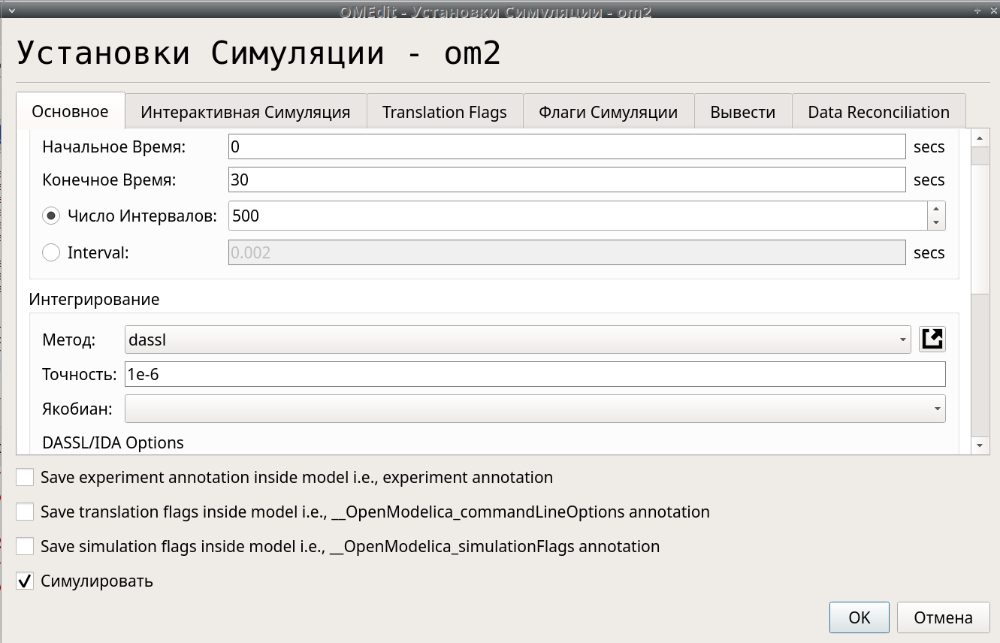 OMEdit - Установки Симуляции - om2
Установки Симуляции - om2
Основное Интерактивная Симуляция Translation Flags Флаги Симуляции Вывести Data Reconciliation
Начальное Время: 0 secs
Конечное Время: 30 secs
Число Интервалов: 500
Interval: 0.002 secs
Интегрирование
Метод: dassl
Точность: 1e-6
Якобиан:
DASSL/IDA Options
Save experiment annotation inside model i.e., experiment annotation
Save translation flags inside model i.e., __OpenModelica_commandLineOptions annotation
Save simulation flags inside model i.e., __OpenModelica_simulationFlags annotation
Симулировать
OK Отмена